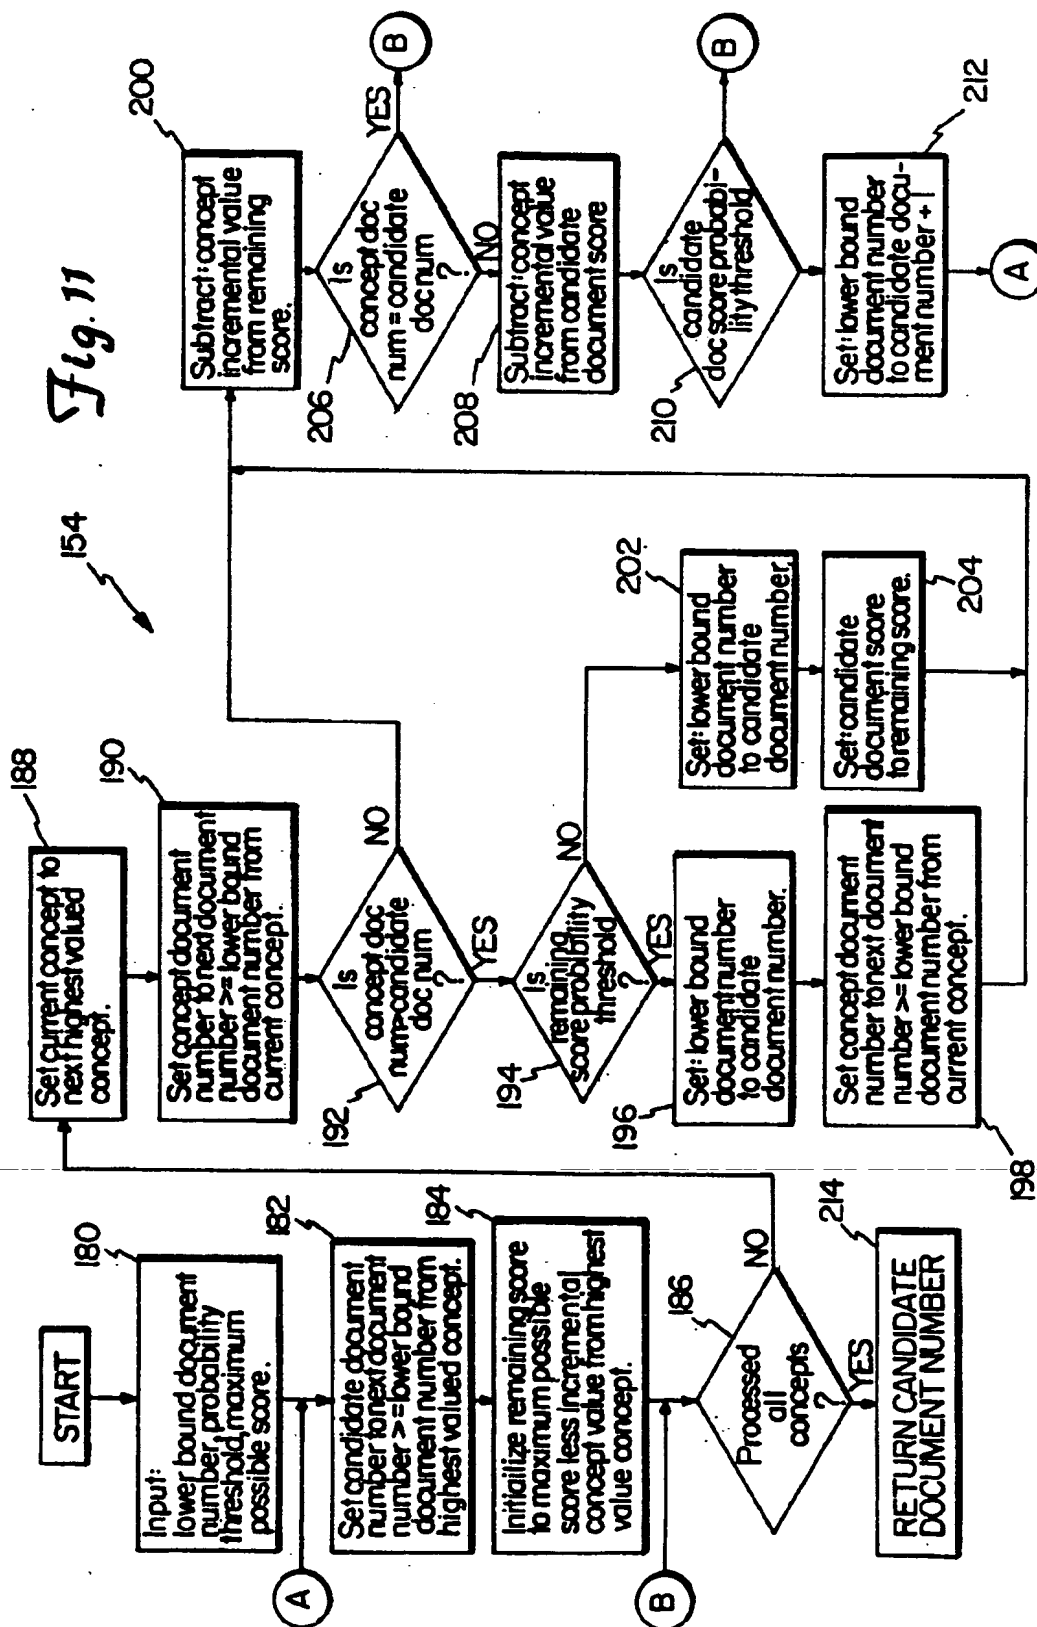 Fig. 11
154
START
180
Input:
lower bound document
number, probability
threshold, maximum
possible score.
A
182
Set candidate document
number to next document
number >= lower bound
document number from
highest valued concept.
184
Initiailize remaining score
to maximum possible
score less incremental
concept value from highest
value concept.
B
186
Processed
all
concepts
?
NO
YES
214
RETURN CANDIDATE
DOCUMENT NUMBER
188
Set current concept to
next highest valued
concept.
190
Set concept document
number to next document
number >= lower bound
document number from
current concept.
192
Is
concept doc
num=candidate
doc num
?
NO
YES
194
Is
remaining
score probability
threshold
?
NO
YES
196
Set: lower bound
document number
to candidate
document number.
198
Set concept document
number to next document
number >= lower bound
document number from
current concept.
202
Set: lower bound
document number
to candidate
document number.
204
Set: candidate
document score
to remaining score.
200
Subtract: concept
incremental value
from remaining
score.
206
Is
concept doc
num = candidate
doc num
?
YES
B
NO
208
Subtract: concept
incremental value
from candidate
document score
210
Is
candidate
doc score probabi-
lity threshold
B
212
Set: lower bound
document number
to candidate docu-
ment number + 1
A